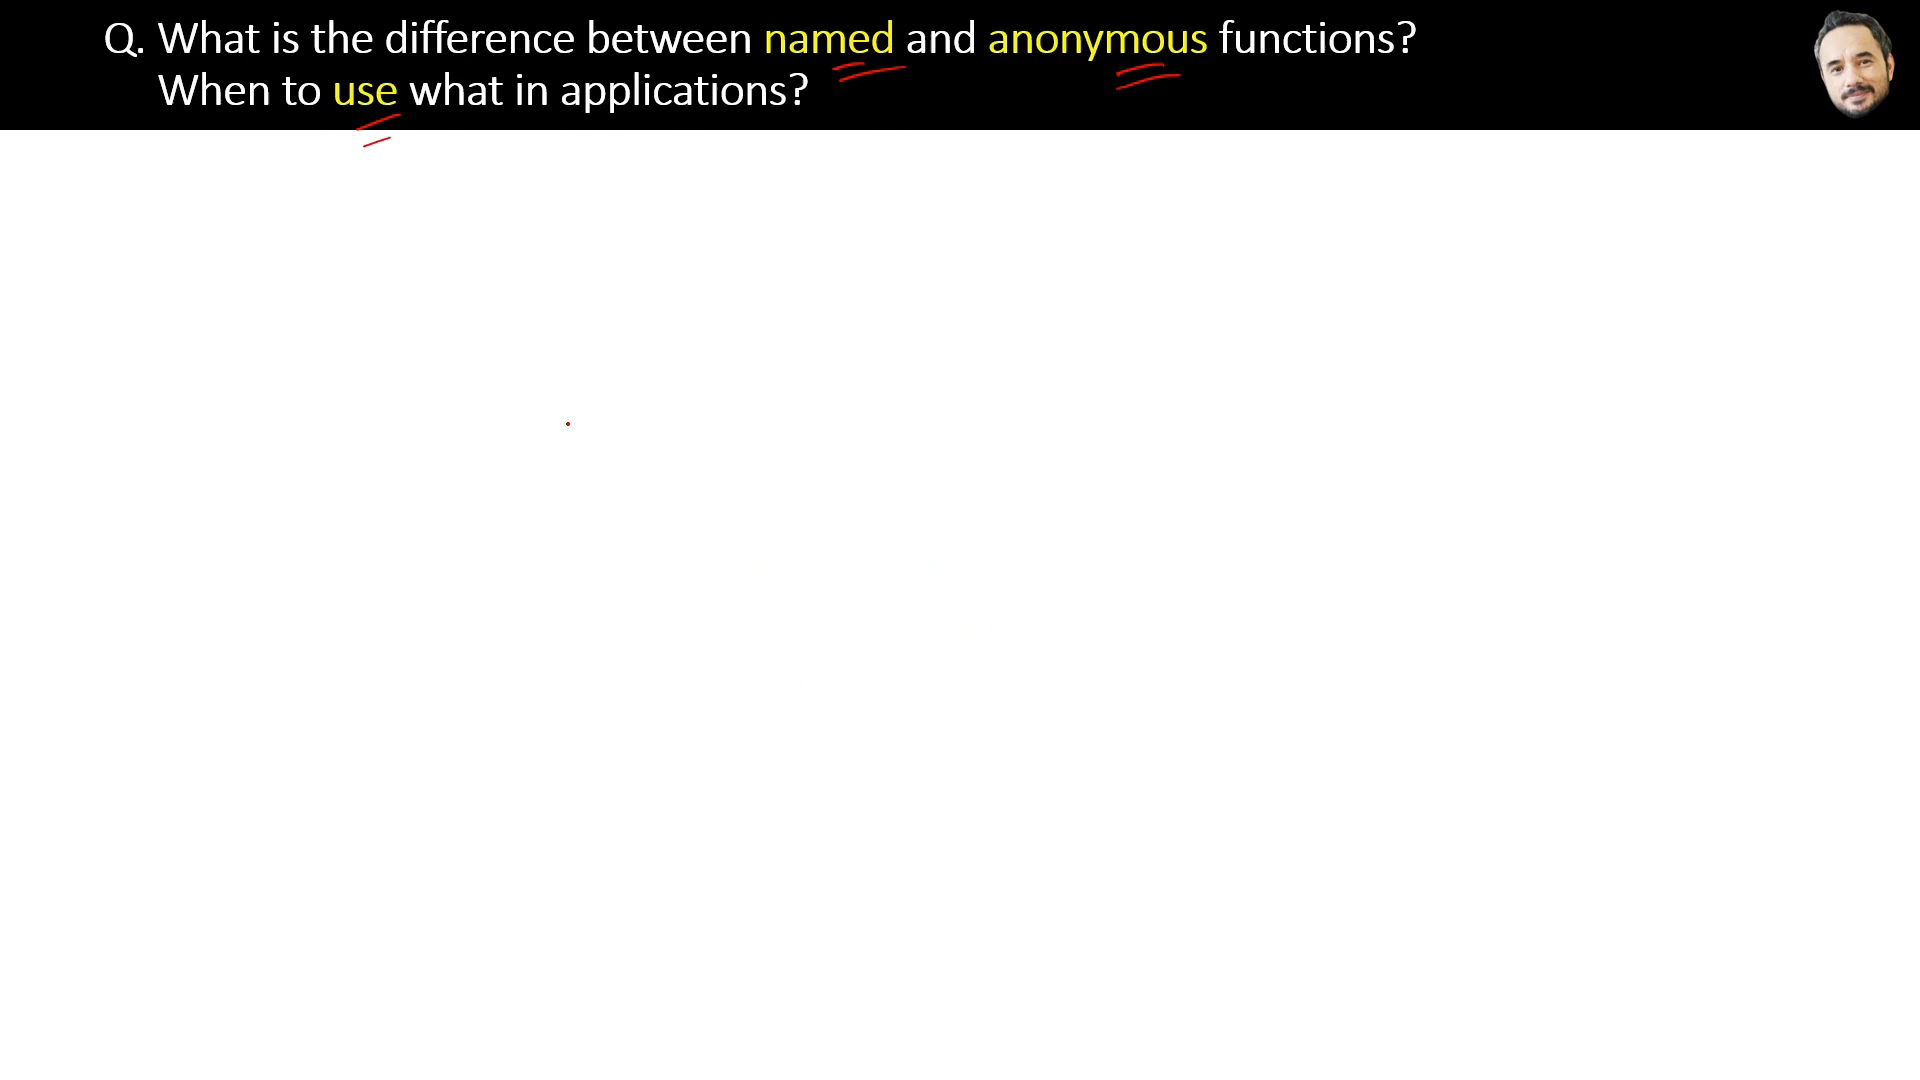 Q. What is the difference between named and anonymous functions?
When to use what in applications?